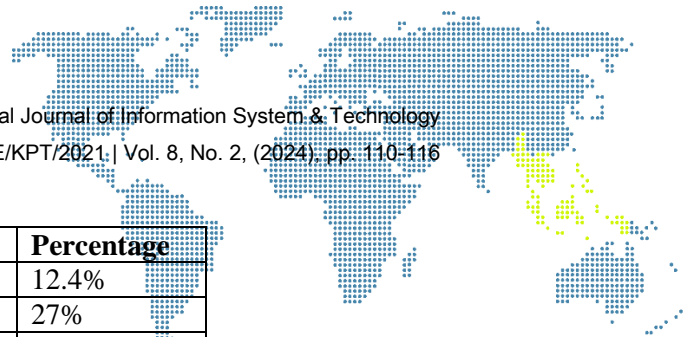 al Journal of Information System & Technology
E/KPT/2021 | Vol. 8, No. 2, (2024), pp. 110-116
Percentage
12.4%
27%